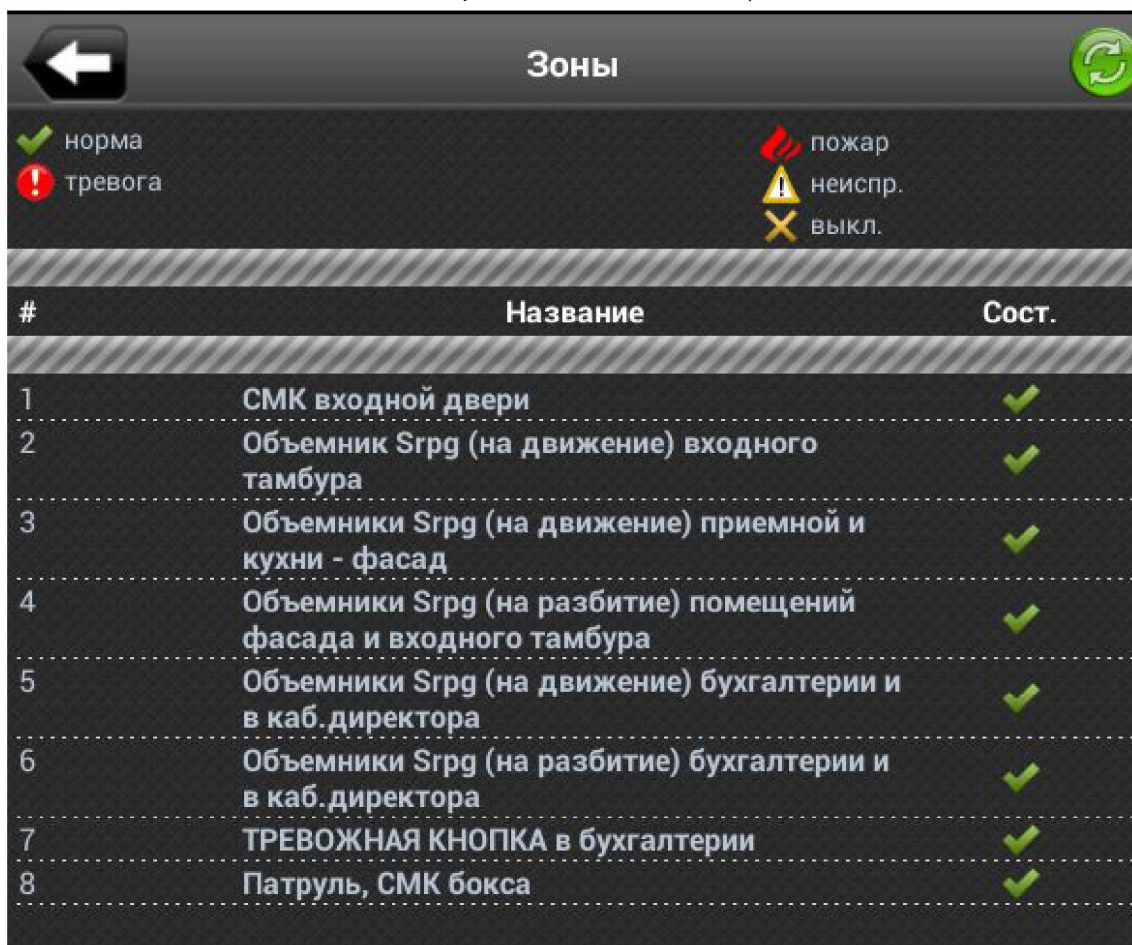 Зоны
норма
пожар
тревога
неиспр.
выкл.
# Название Сост.
1 СМК входной двери
2 Объемник Srpg (на движение) входного
тамбура
3 Объемники Srpg (на движение) приемной и
кухни - фасад
4 Объемники Srpg (на разбитие) помещений
фасада и входного тамбура
5 Объемники Srpg (на движение) бухгалтерии и
в каб.директора
6 Объемники Srpg (на разбитие) бухгалтерии и
в каб.директора
7 ТРЕВОЖНАЯ КНОПКА в бухгалтерии
8 Патруль, СМК бокса